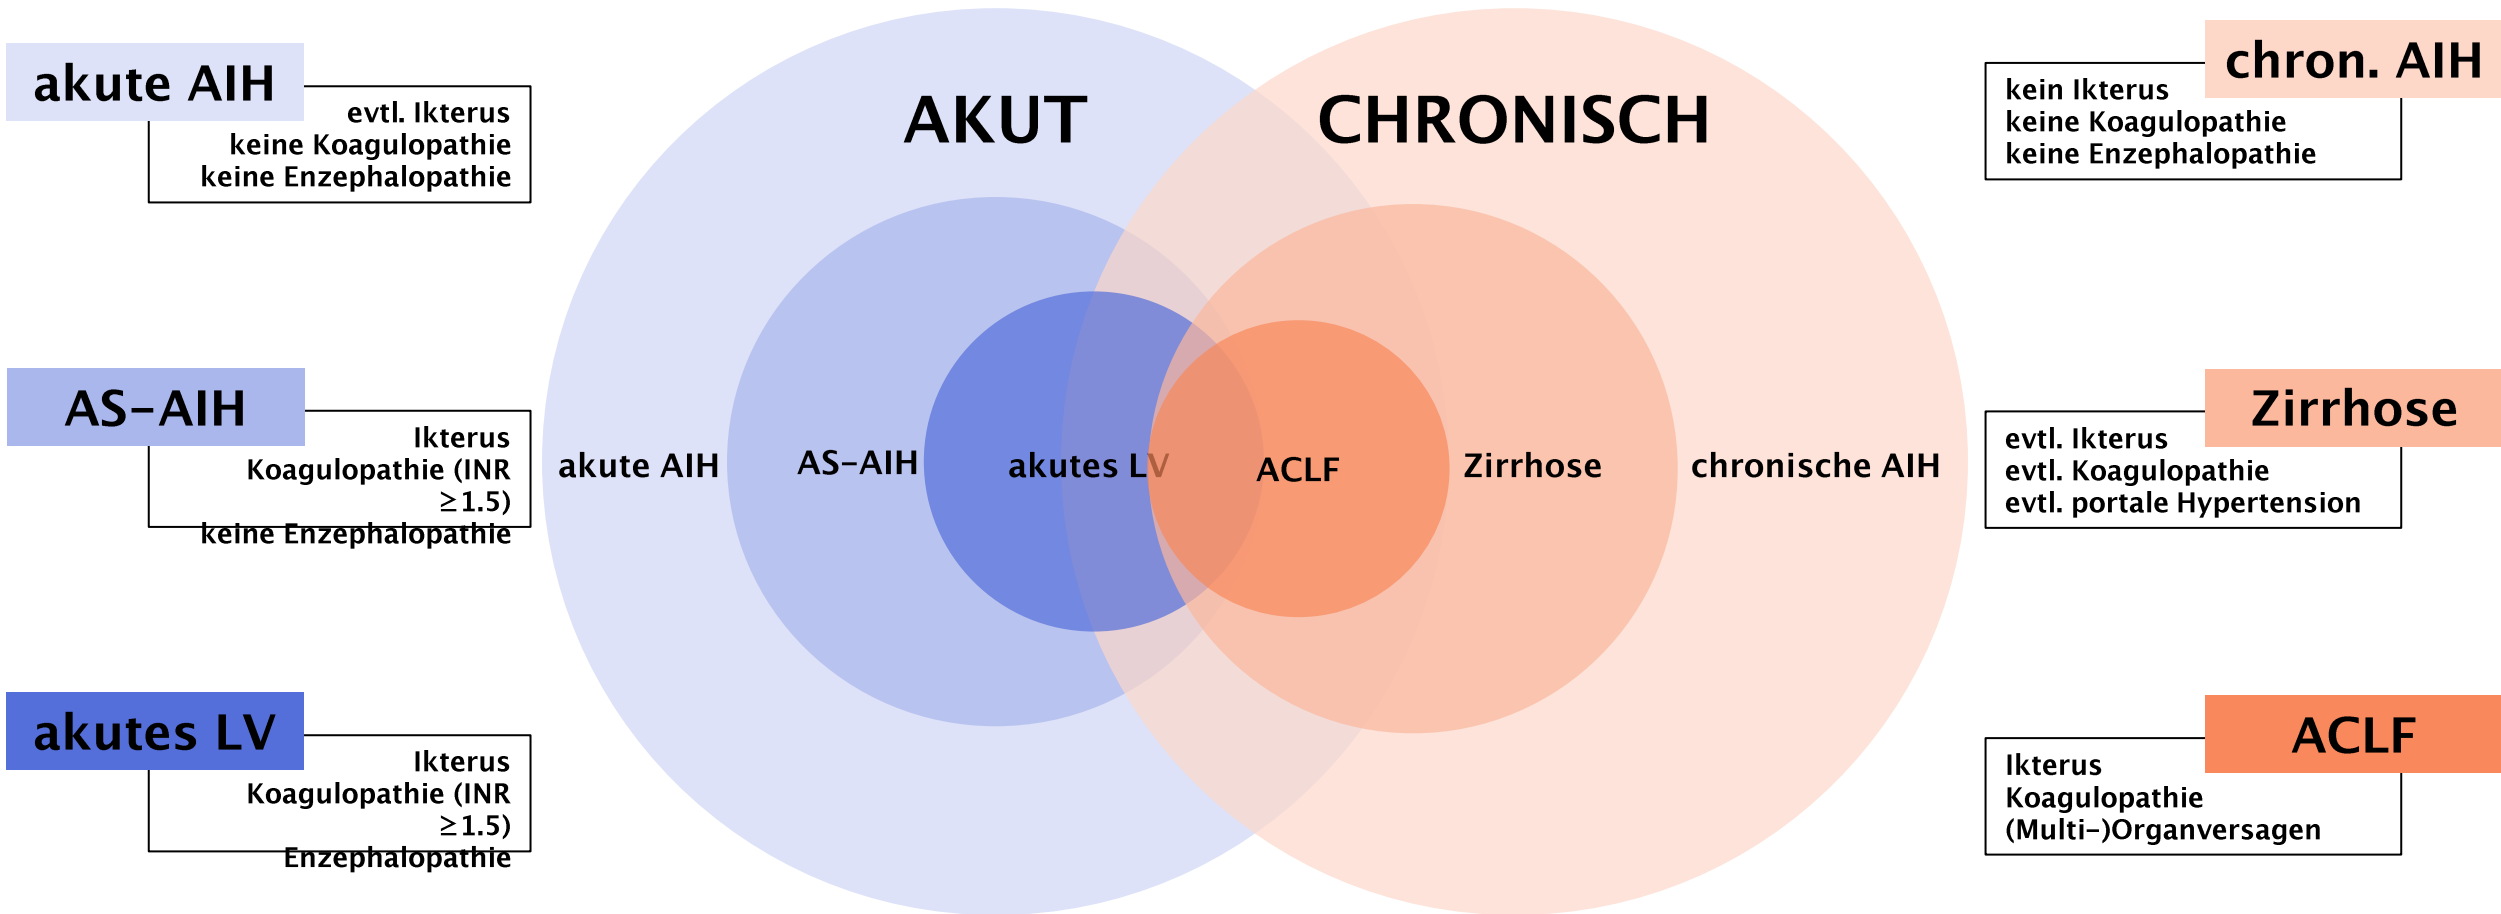 akute AIH
evtl. Ikterus
keine Koagulopathie
keine Enzephalopathie
AS-AIH
Ikterus
Koagulopathie (INR
≥1.5)
keine Enzephalopathie
akutes LV
Ikterus
Koagulopathie (INR
≥1.5)
Enzephalopathie
AKUT
CHRONISCH
akute AIH
AS-AIH
akutes LV
ACLF
Zirrhose
chronische AIH
chron. AIH
kein Ikterus
keine Koagulopathie
keine Enzephalopathie
Zirrhose
evtl. Ikterus
evtl. Koagulopathie
evtl. portale Hypertension
ACLF
Ikterus
Koagulopathie
(Multi-)Organversagen